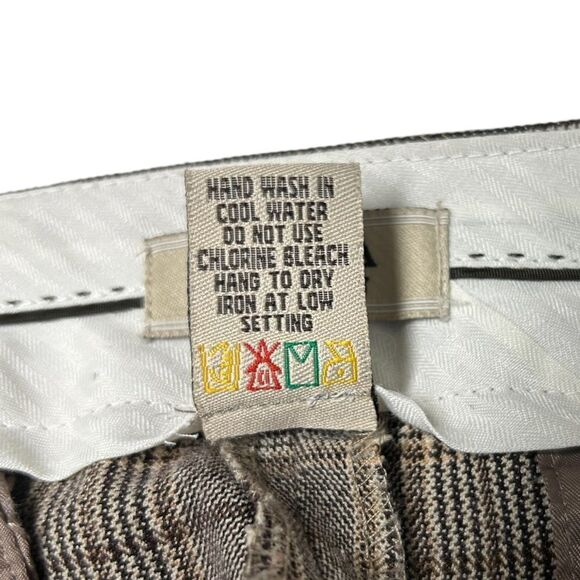 HAND WASH IN
COOL WATER
DO NOT USE
CHLORINE BLEACH
HANG TO DRY
IRON AT LOW
SETTING